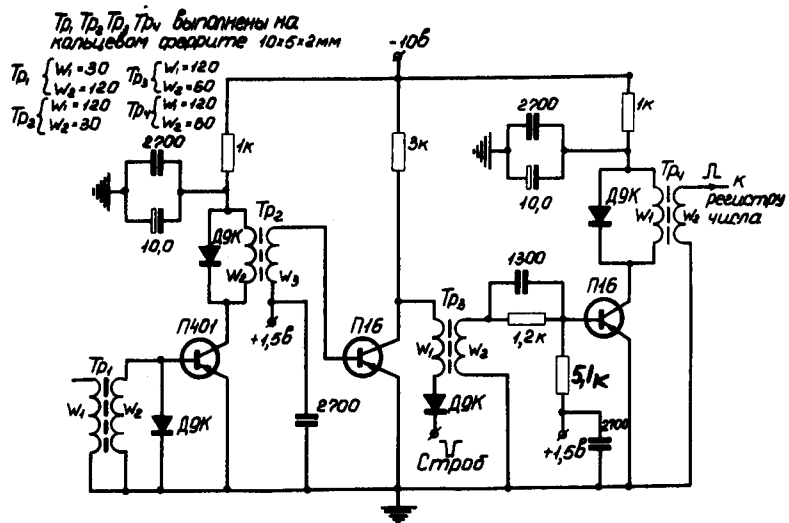 Тр₁ Тр₂ Тр₃ Тр₄ выполнены на
кольцевом феррите 10×6×2мм
Тр₁ { W₁=30
W₂=120
Тр₃ { W₁=120
W₂=60
Тр₂ { W₁=120
W₂=30
Тр₄ { W₁=120
W₂=60
-10в
2700
1к
10,0
Д9К
Тр₂
W₂
W₃
+1,5в
П401
Тр₁
W₁
W₂
Д9К
2700
3к
П16
Тр₃
W₁
W₂
Д9К
Строб
1300
1,2к
5,1к
+1,5в
2700
П16
2700
1к
10,0
Д9К
Тр₄
W₁
W₂
К
регистру
числа